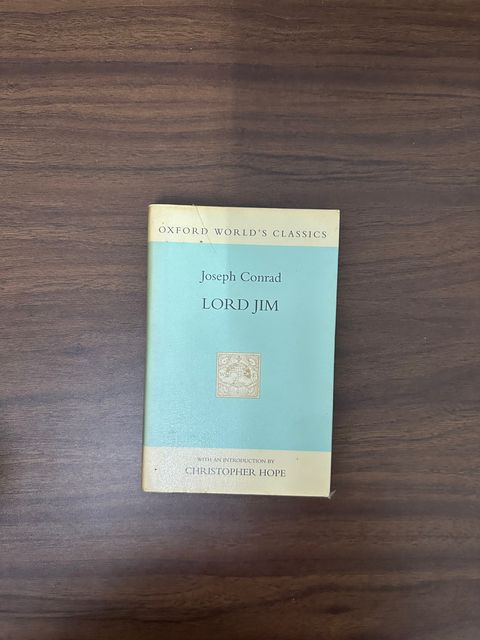 OXFORD WORLD'S CLASSICS
Joseph Conrad
LORD JIM
WITH AN INTRODUCTION BY
CHRISTOPHER HOPE